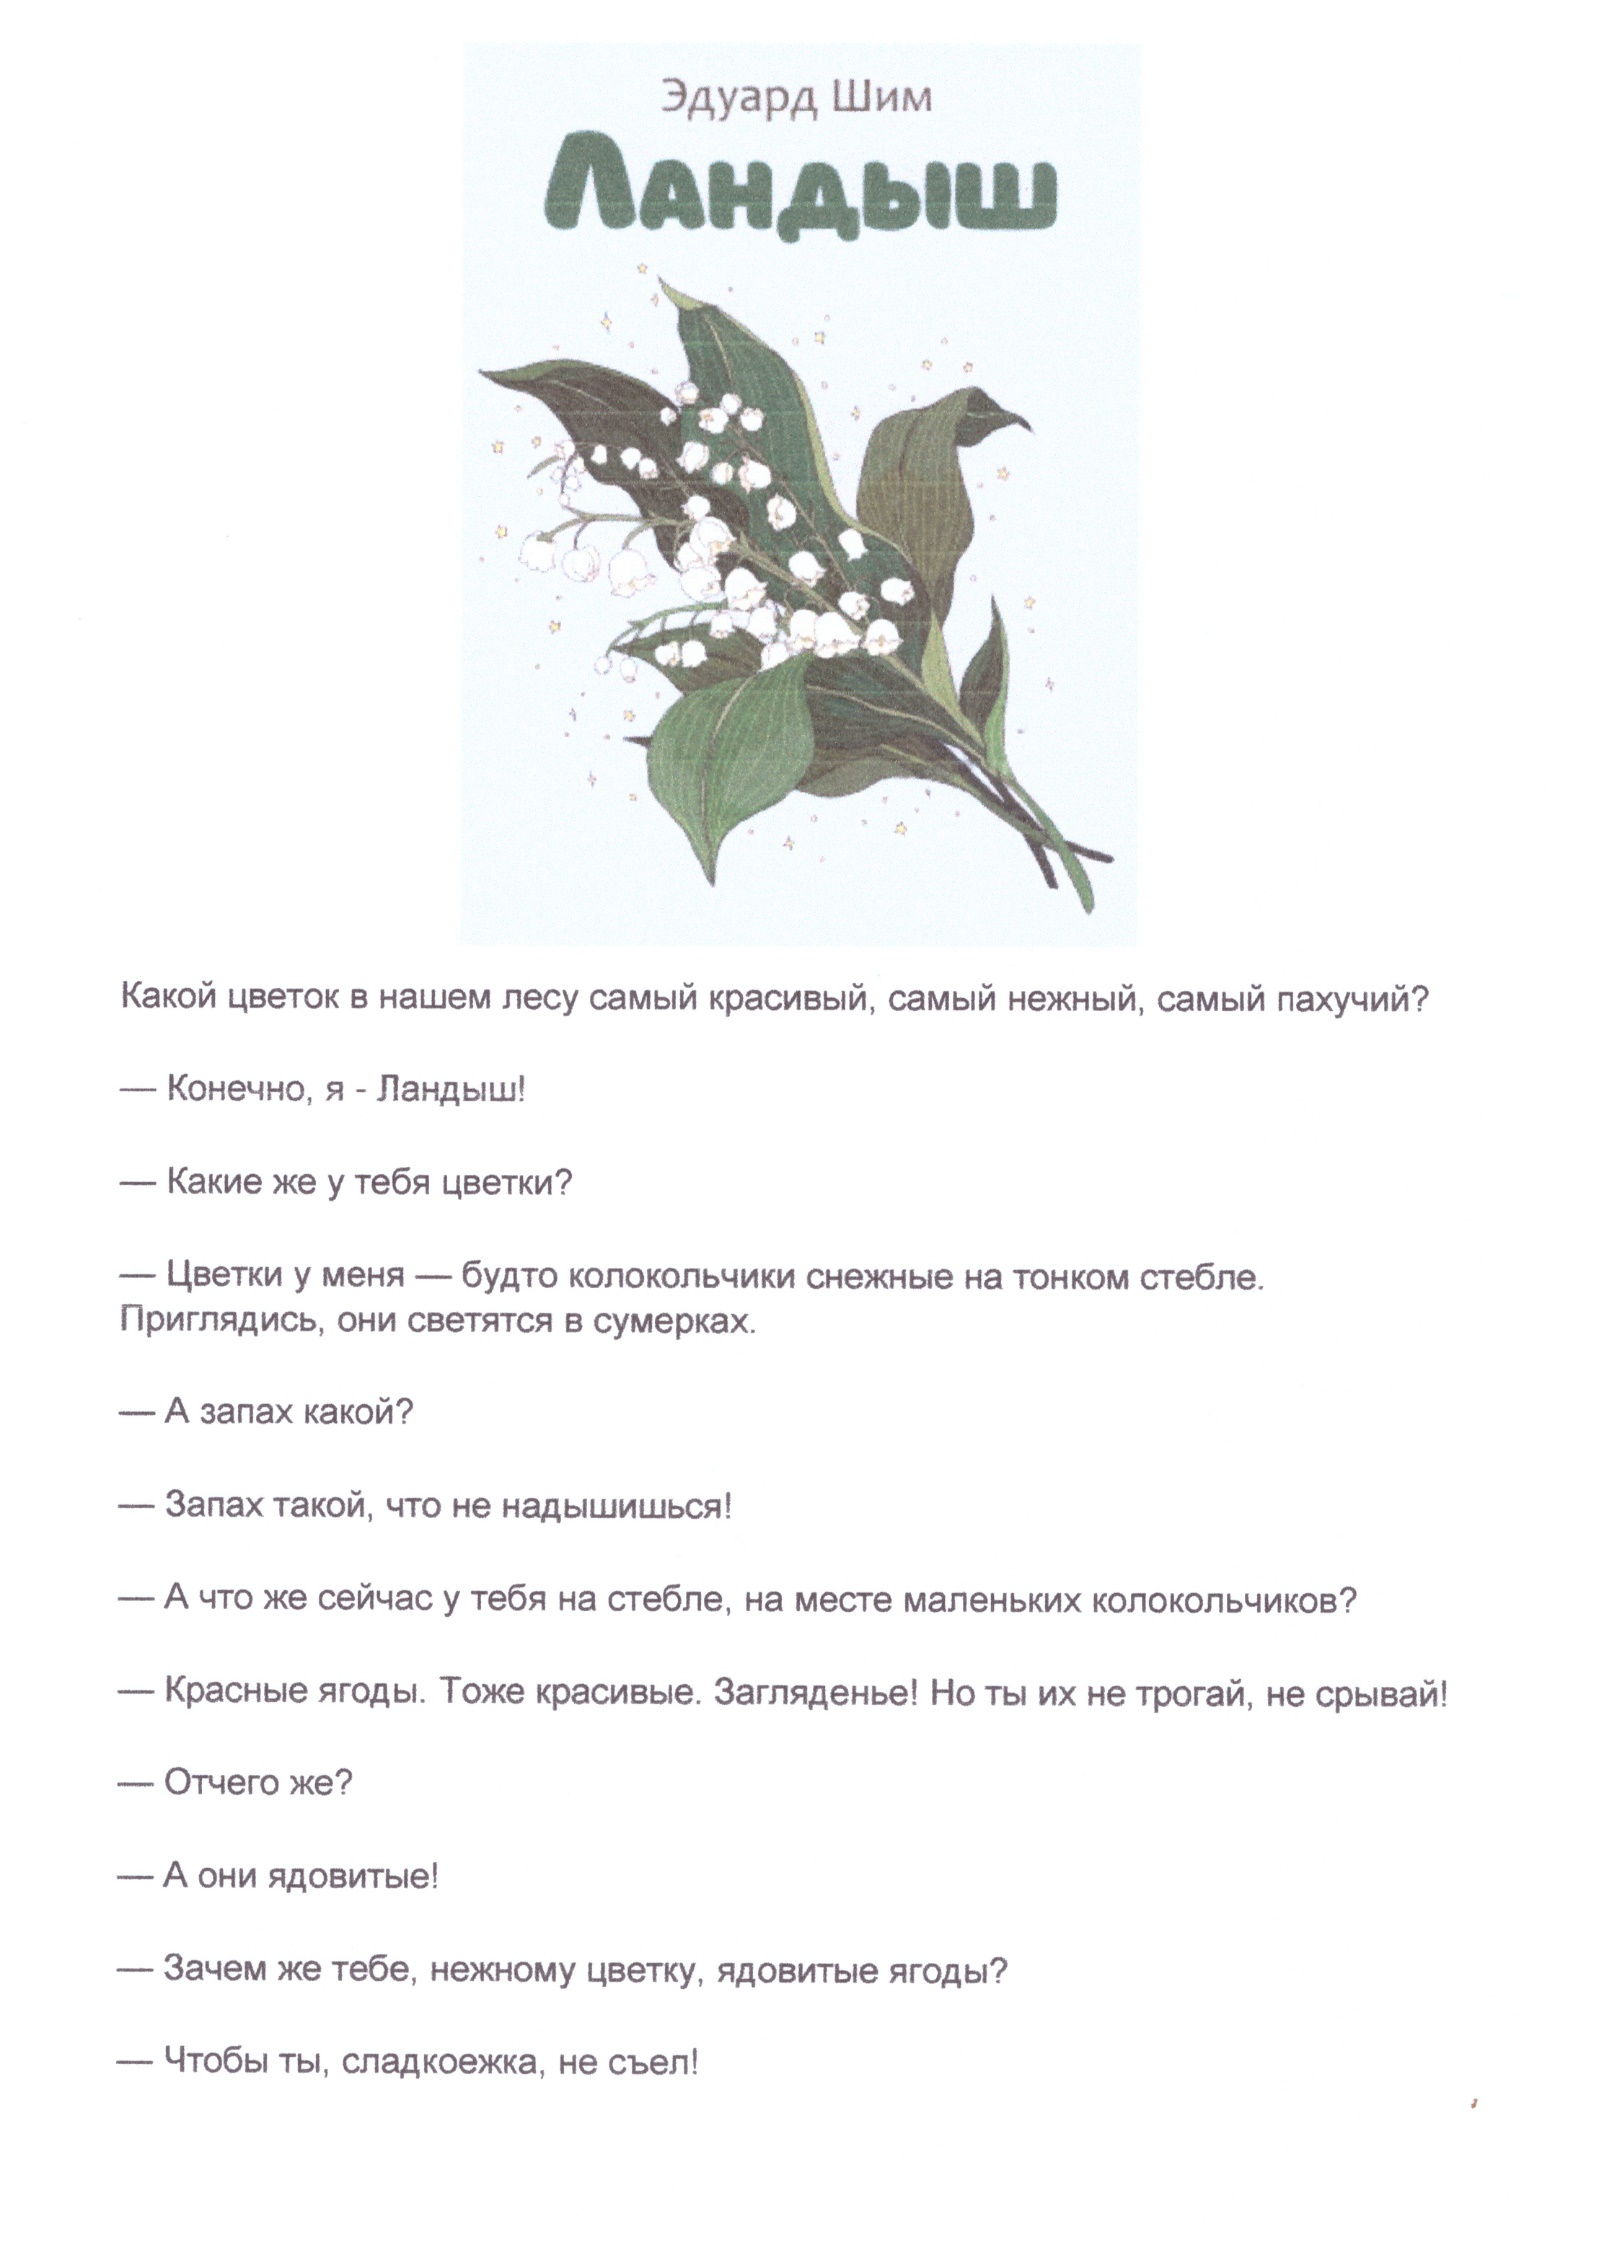 Эдуард Шим
Ландыш
Какой цветок в нашем лесу самый красивый, самый нежный, самый пахучий?
— Конечно, я - Ландыш!
— Какие же у тебя цветки?
— Цветки у меня — будто колокольчики снежные на тонком стебле.
Приглядись, они светятся в сумерках.
— А запах какой?
— Запах такой, что не надышишься!
— А что же сейчас у тебя на стебле, на месте маленьких колокольчиков?
— Красные ягоды. Тоже красивые. Загляденье! Но ты их не трогай, не срывай!
— Отчего же?
— А они ядовитые!
— Зачем же тебе, нежному цветку, ядовитые ягоды?
— Чтобы ты, сладкоежка, не съел!